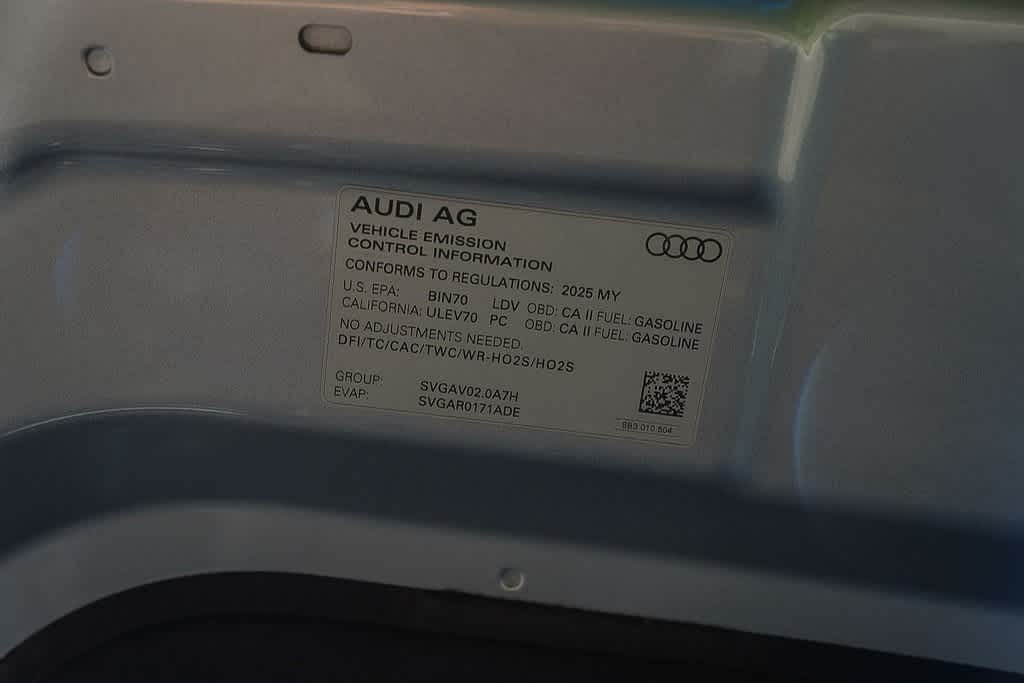 AUDI AG
VEHICLE EMISSION
CONTROL INFORMATION
CONFORMS TO REGULATIONS: 2025 MY
U.S. EPA: BIN70 LDV OBD: CA II FUEL: GASOLINE
CALIFORNIA: ULEV70 PC OBD: CA II FUEL: GASOLINE
NO ADJUSTMENTS NEEDED.
DFI/TC/CAC/TWC/WR-HO2S/HO2S
GROUP: SVGAV02.0A7H
EVAP: SVGAR0171ADE